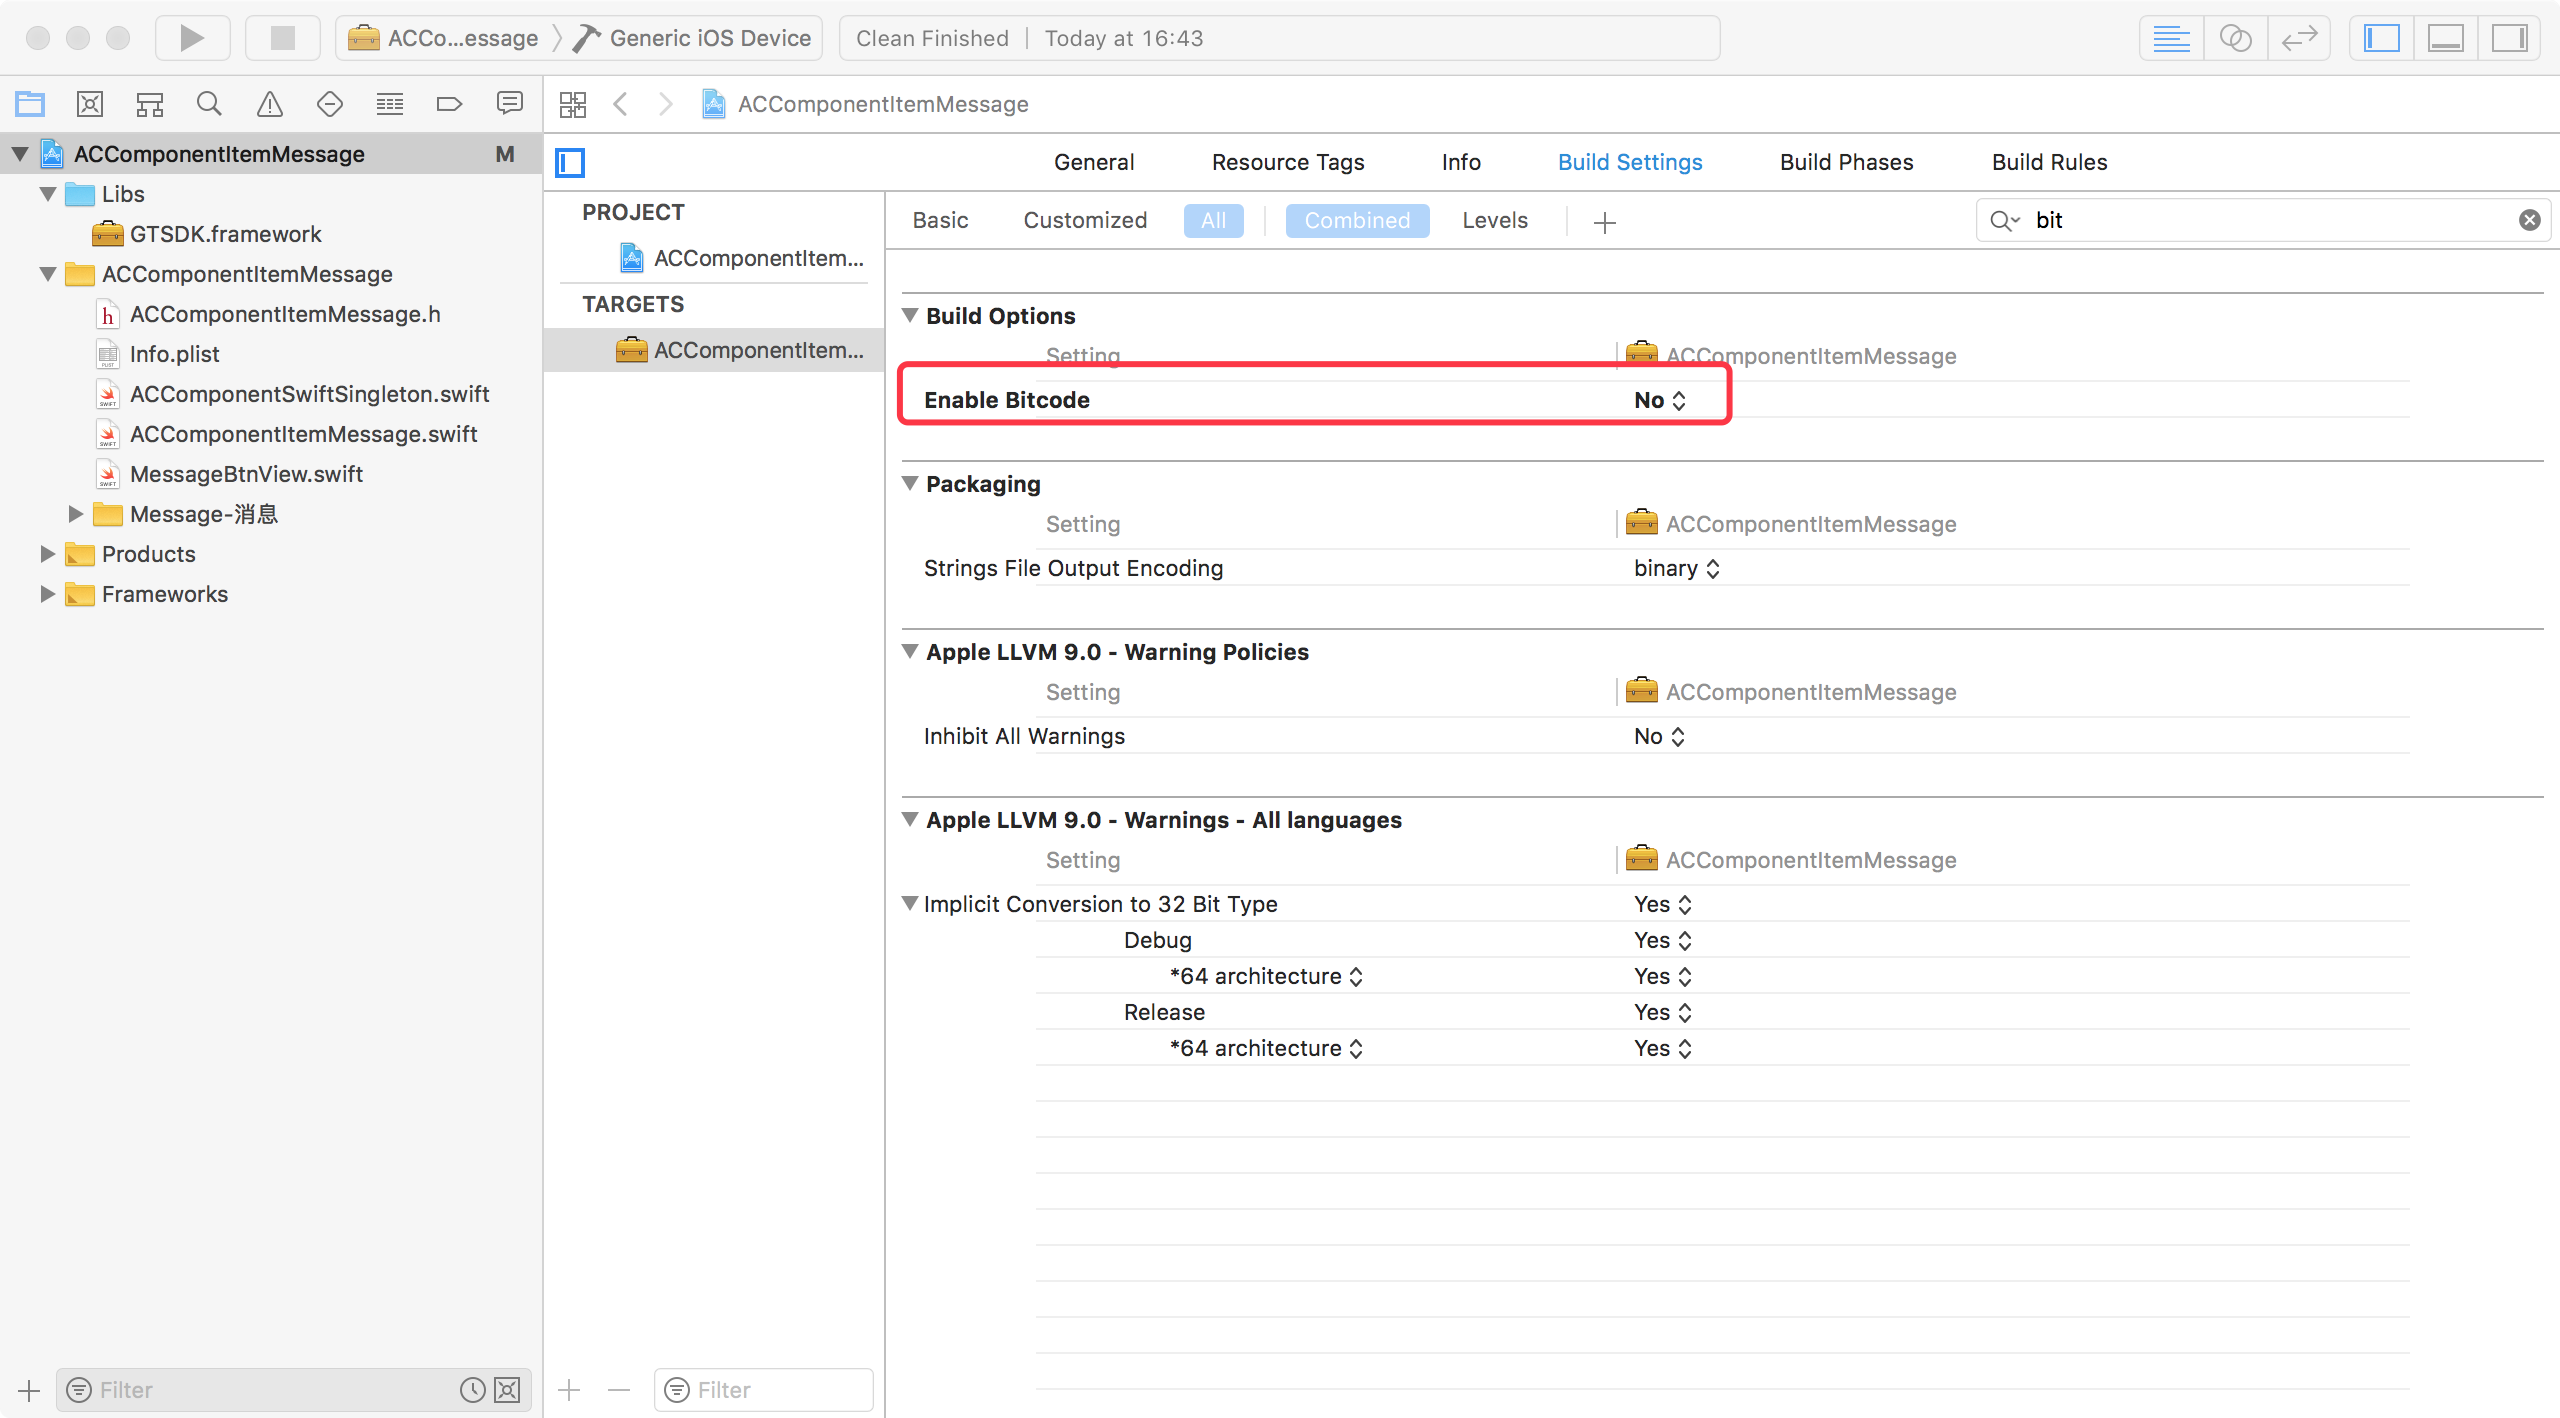 ACCo...essage
Generic iOS Device
Clean Finished | Today at 16:43
ACComponentItemMessage
ACComponentItemMessage M
Libs
GTSDK.framework
ACComponentItemMessage
ACComponentItemMessage.h
Info.plist
ACComponentSwiftSingleton.swift
ACComponentItemMessage.swift
MessageBtnView.swift
Message-消息
Products
Frameworks
Filter
General Resource Tags Info Build Settings Build Phases Build Rules
PROJECT
ACComponentItem...
TARGETS
ACComponentItem...
Filter
Basic Customized All Combined Levels
bit
Build Options
Setting ACComponentItemMessage
Enable Bitcode No
Packaging
Setting ACComponentItemMessage
Strings File Output Encoding binary
Apple LLVM 9.0 - Warning Policies
Setting ACComponentItemMessage
Inhibit All Warnings No
Apple LLVM 9.0 - Warnings - All languages
Setting ACComponentItemMessage
Implicit Conversion to 32 Bit Type Yes
Debug Yes
*64 architecture Yes
Release Yes
*64 architecture Yes